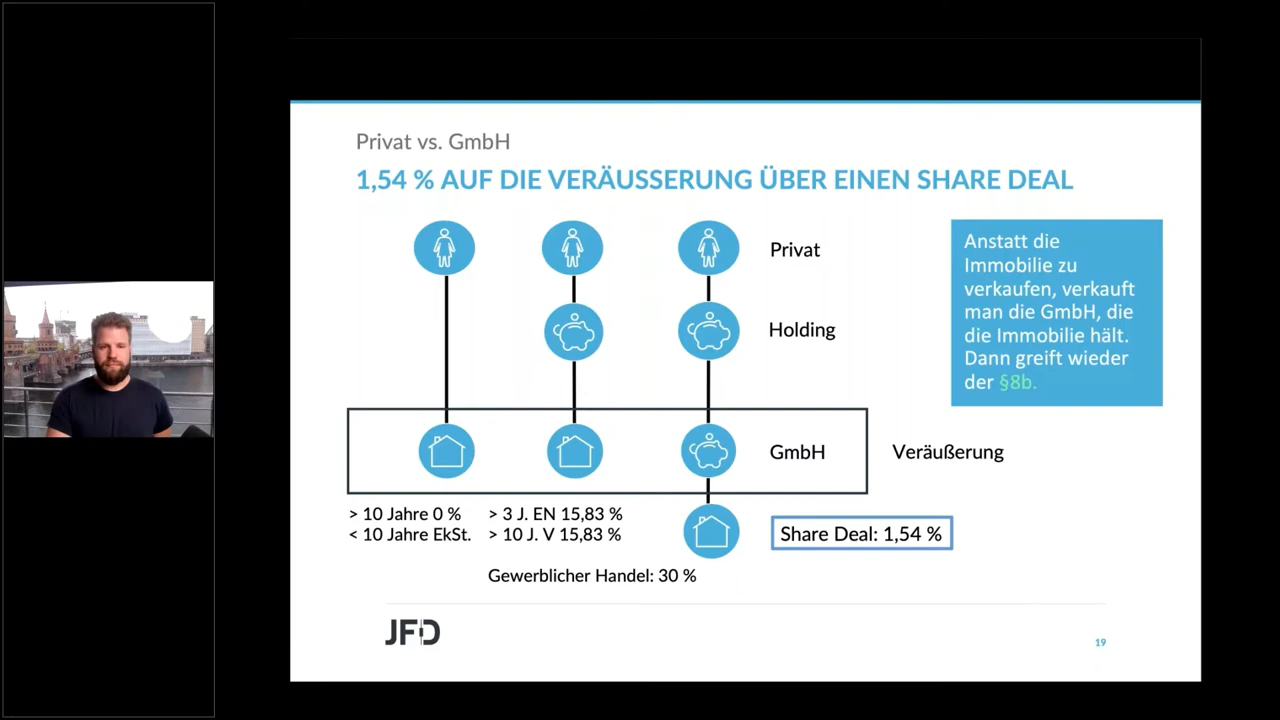 Privat vs. GmbH
1,54 % AUF DIE VERÄUSSERUNG ÜBER EINEN SHARE DEAL
Privat
Holding
Anstatt die
Immobilie zu
verkaufen, verkauft
man die GmbH, die
die Immobilie hält.
Dann greift wieder
der §8b.
GmbH
Veräußerung
> 10 Jahre 0 %
< 10 Jahre EkSt.
> 3 J. EN 15,83 %
> 10 J. V 15,83 %
Share Deal: 1,54 %
Gewerblicher Handel: 30 %
JFD
19